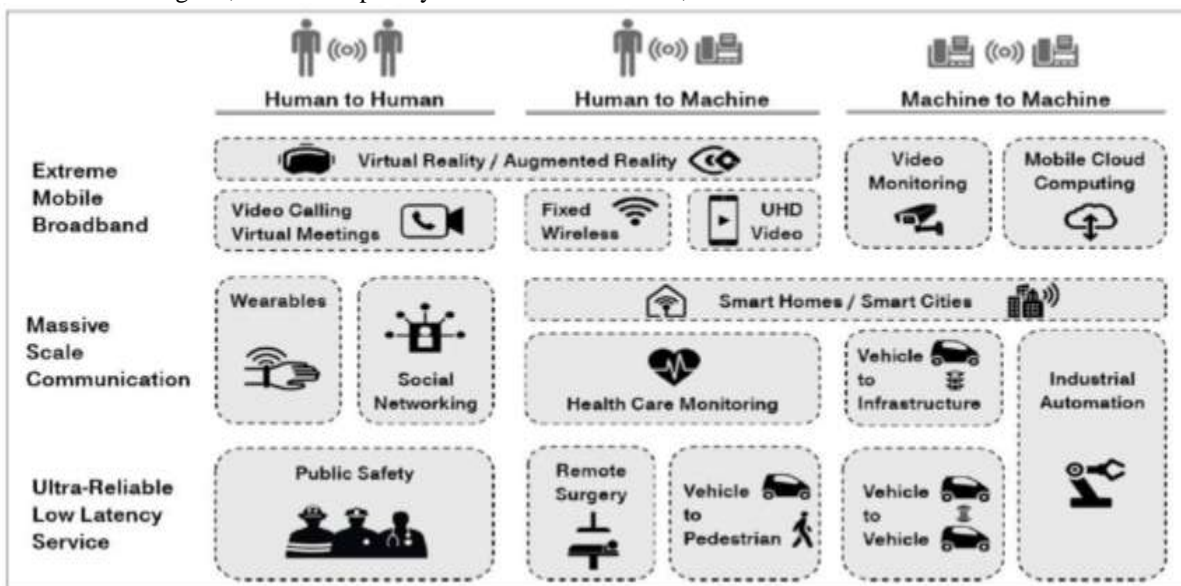 Human to Human
Human to Machine
Machine to Machine
Extreme
Mobile
Broadband
Virtual Reality / Augmented Reality
Video Calling
Virtual Meetings
Fixed
Wireless
UHD
Video
Video
Monitoring
Mobile Cloud
Computing
Massive
Scale
Communication
Wearables
Social
Networking
Smart Homes / Smart Cities
Health Care Monitoring
Vehicle
to
Infrastructure
Industrial
Automation
Ultra-Reliable
Low Latency
Service
Public Safety
Remote
Surgery
Vehicle
to
Pedestrian
Vehicle
to
Vehicle